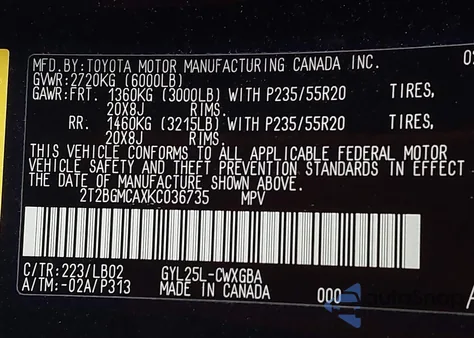 MFD.BY:TOYOTA MOTOR MANUFACTURING CANADA INC.
GVWR:2720KG (6000LB)
GAWR:FRT. 1360KG (3000LB) WITH P235/55R20 TIRES,
20X8J RIMS.
RR. 1460KG (3215LB) WITH P235/55R20 TIRES,
20X8J RIMS.
THIS VEHICLE CONFORMS TO ALL APPLICABLE FEDERAL MOTOR
VEHICLE SAFETY AND THEFT PREVENTION STANDARDS IN EFFECT
THE DATE OF MANUFACTURE SHOWN ABOVE.
2T2BGMCAXKC036735 MPV
C/TR:223/LB02 GYL25L-CWXGBA
A/TM:-02A/P313 MADE IN CANADA 000